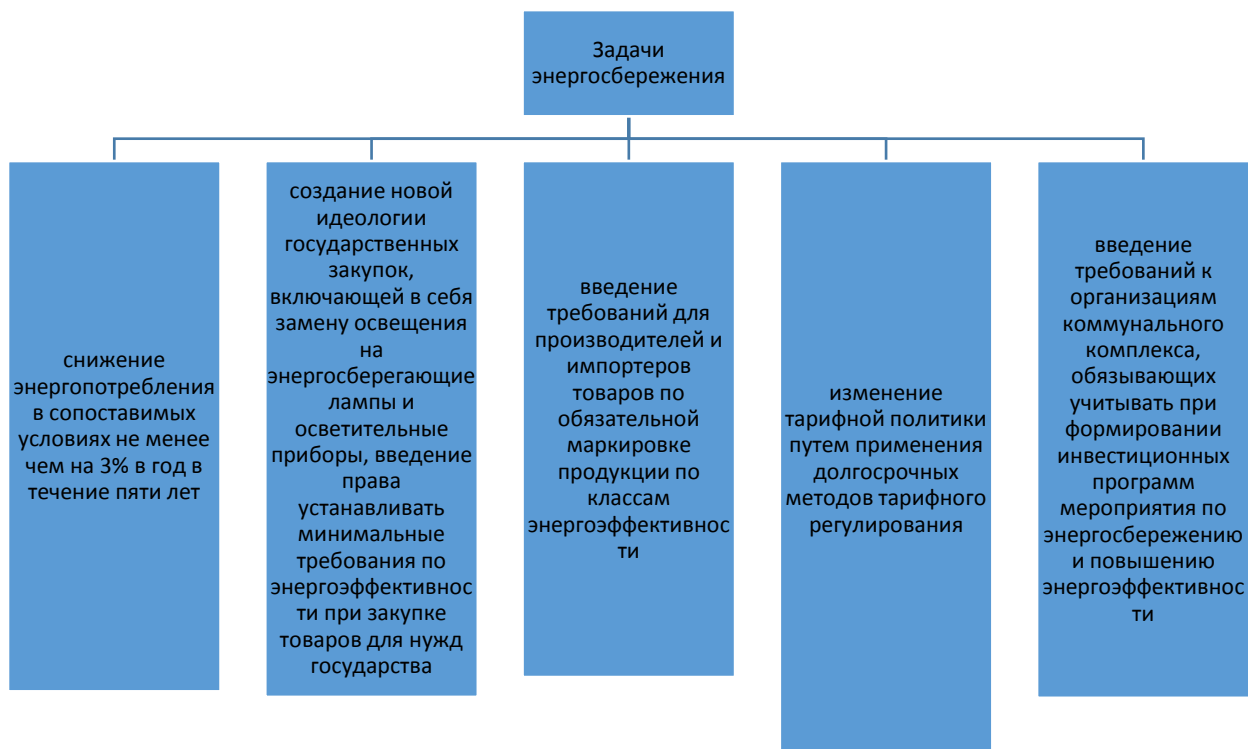 Задачи
энергосбережения
снижение
энергопотребления
в сопоставимых
условиях не менее
чем на 3% в год в
течение пяти лет
создание новой
идеологии
государственных
закупок,
включающей в себя
замену освещения
на
энергосберегающие
лампы и
осветительные
приборы, введение
права
устанавливать
минимальные
требования по
энергоэффективнос
ти при закупке
товаров для нужд
государства
введение
требований для
производителей и
импортеров
товаров по
обязательной
маркировке
продукции по
классам
энергоэффективнос
ти
изменение
тарифной политики
путем применения
долгосрочных
методов тарифного
регулирования
введение
требований к
организациям
коммунального
комплекса,
обязывающих
учитывать при
формировании
инвестиционных
программ
мероприятия по
энергосбережению
и повышению
энергоэффективнос
ти